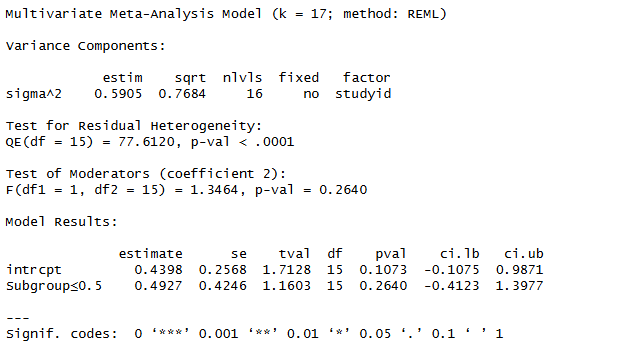 Multivariate Meta-Analysis Model (k = 17; method: REML)
Variance Components:
estim sqrt nlvls fixed factor
sigma^2 0.5905 0.7684 16 no studyid
Test for Residual Heterogeneity:
QE(df = 15) = 77.6120, p-val < .0001
Test of Moderators (coefficient 2):
F(df1 = 1, df2 = 15) = 1.3464, p-val = 0.2640
Model Results:
estimate se tval df pval ci.lb ci.ub
intrcpt 0.4398 0.2568 1.7128 15 0.1073 -0.1075 0.9871
Subgroup≤0.5 0.4927 0.4246 1.1603 15 0.2640 -0.4123 1.3977
---
Signif. codes: 0 ‘***’ 0.001 ‘**’ 0.01 ‘*’ 0.05 ‘.’ 0.1 ‘ ’ 1